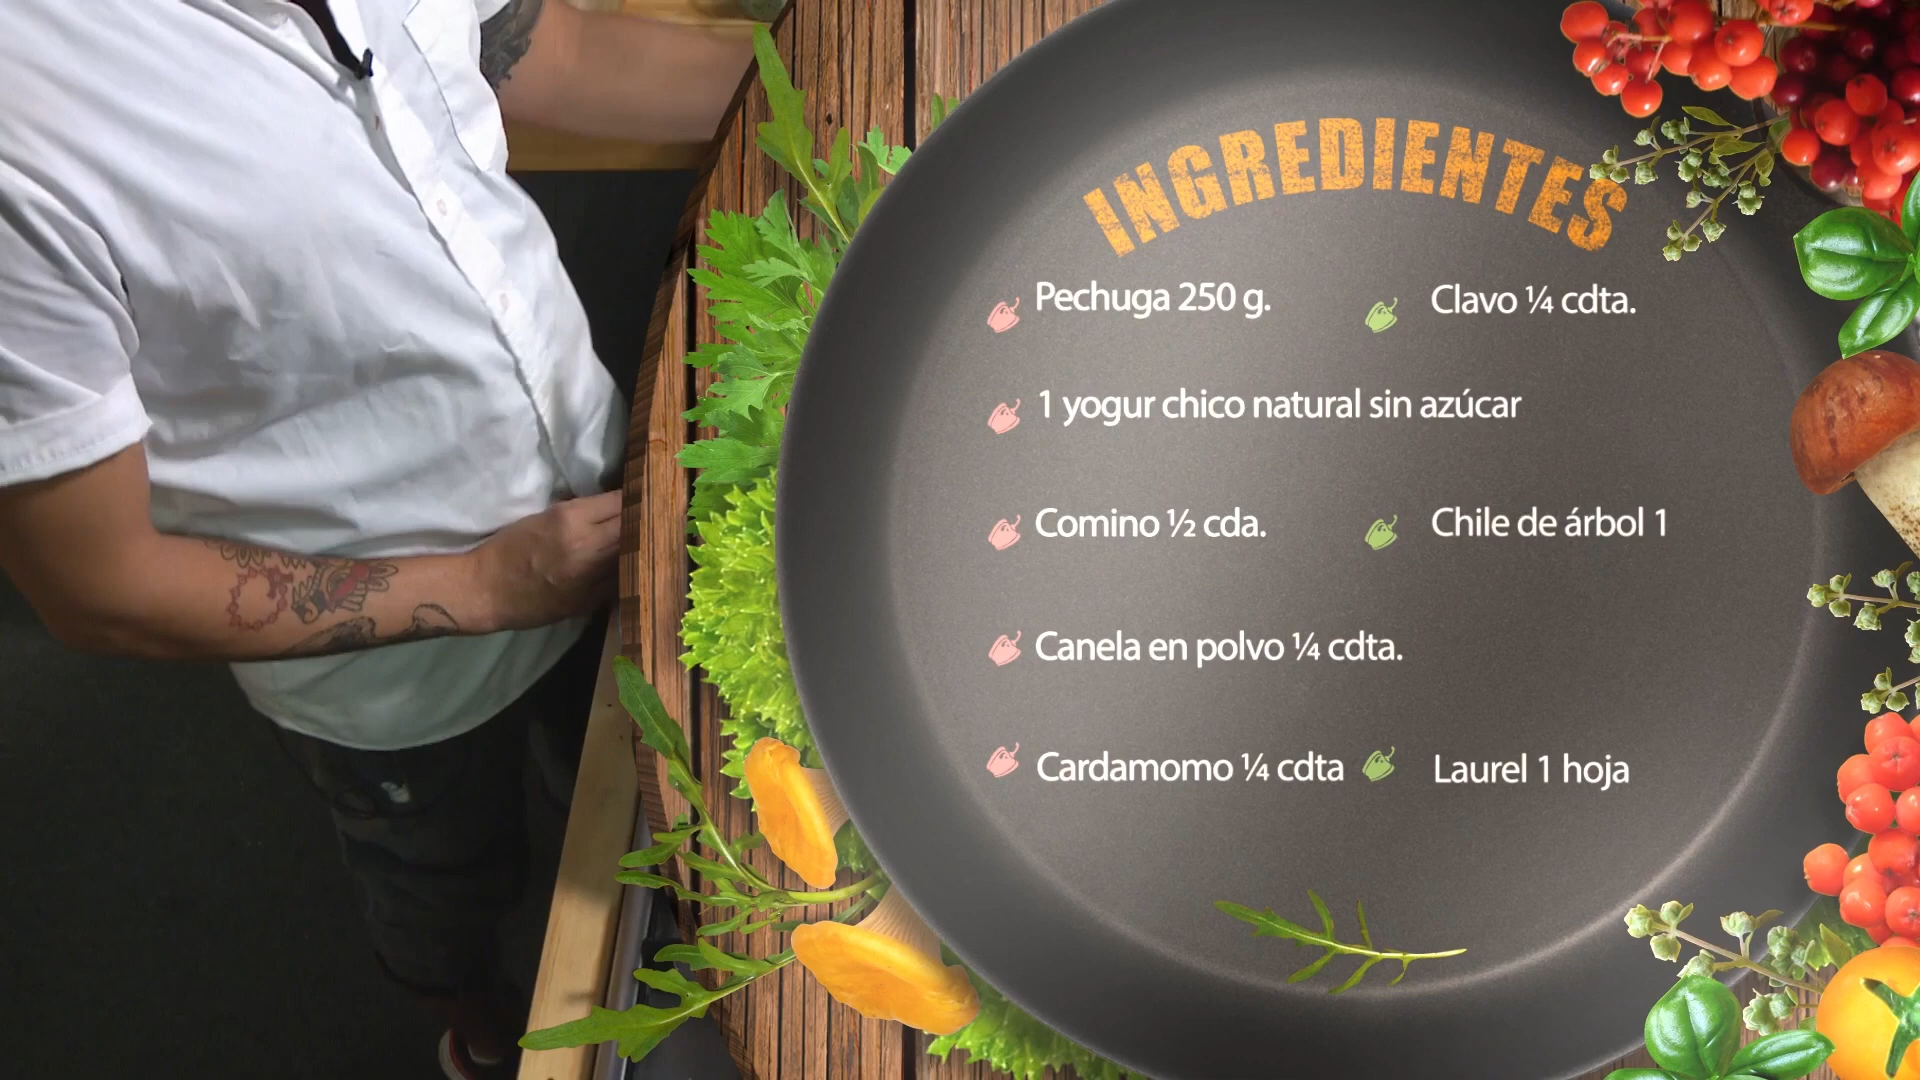 INGREDIENTES
Pechuga 250 g.
Clavo ¼ cdta.
1 yogur chico natural sin azúcar
Comino ½ cda.
Chile de árbol 1
Canela en polvo ¼ cdta.
Cardamomo ¼ cdta
Laurel 1 hoja